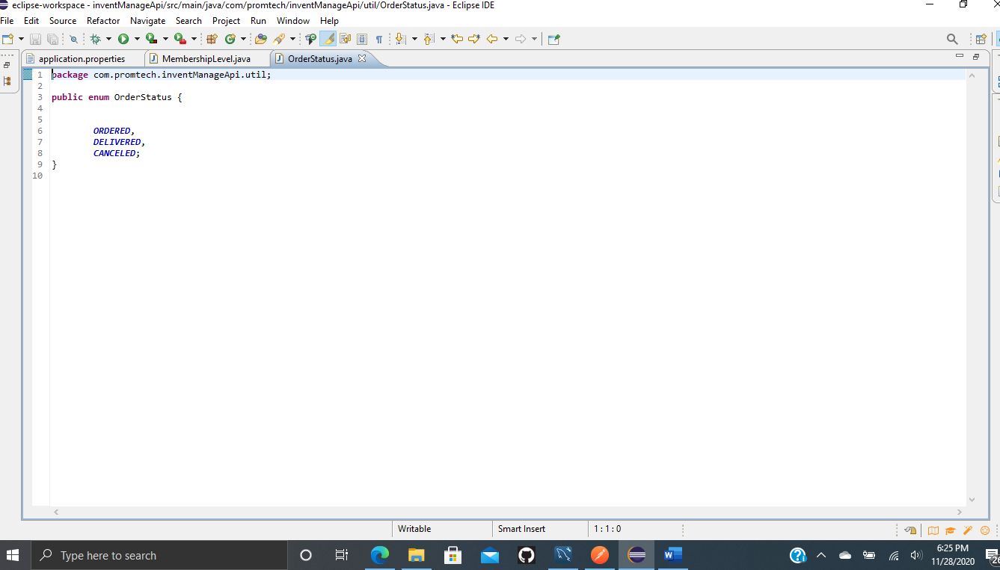 eclipse-workspace - inventManageApi/src/main/java/com/promtech/inventManageApi/util/OrderStatus.java - Eclipse IDE
File Edit Source Refactor Navigate Search Project Run Window Help
application.properties MembershipLevel.java OrderStatus.java
1 package com.promtech.inventManageApi.util;
2
3 public enum OrderStatus {
4
5
6 ORDERED,
7 DELIVERED,
8 CANCELED;
9 }
10
Writable Smart Insert 1 : 1 : 0
Type here to search
6:25 PM
11/28/2020